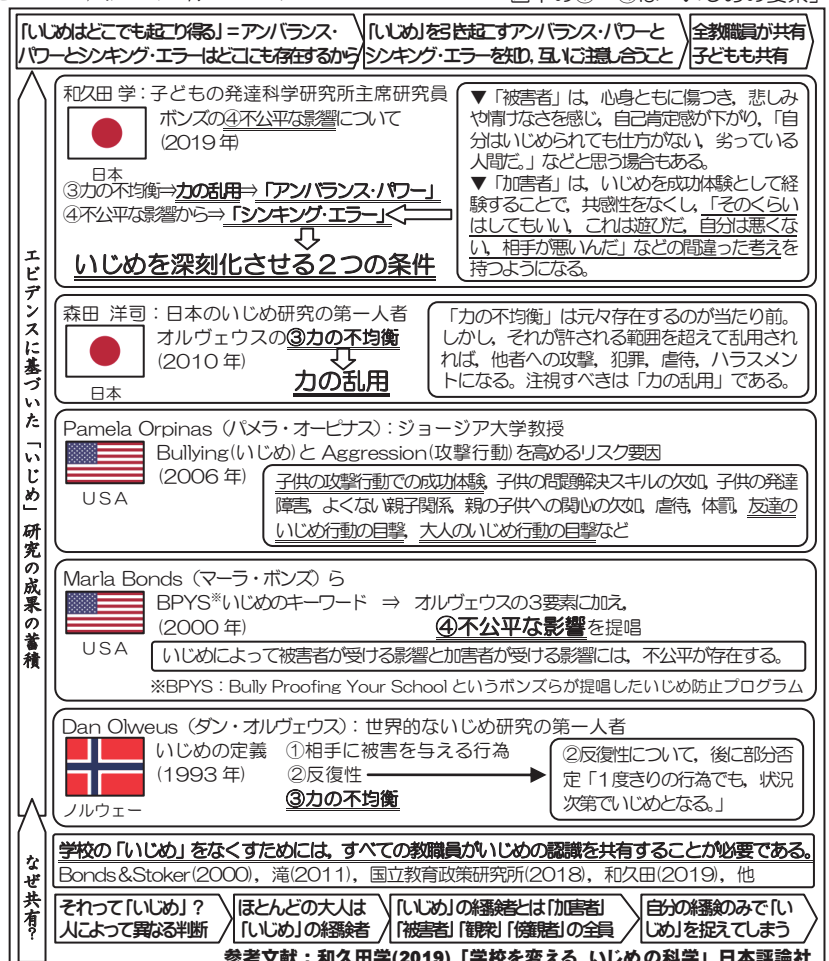 「いじめはどこでも起こり得る」＝アンバランス・
パワーとシンキング・エラーはどこにも存在するから
「いじめ」を引き起こすアンバランス・パワーと
シンキング・エラーを知り，互いに注意し合うこと
全教職員が共有
子どもも共有
エビデンスに基づいた「いじめ」研究の成果の蓄積
和久田 学：子どもの発達科学研究所主席研究員
ボンズの④不公平な影響について
(2019年)
日本
③力の不均衡⇒力の乱用⇒「アンバランス・パワー」
④不公平な影響から⇒「シンキング・エラー」
いじめを深刻化させる２つの条件
▼「被害者」は，心身ともに傷つき，悲しみ
や情けなさを感じ，自己肯定感が下がり，「自
分はいじめられても仕方がない，劣っている
人間だ。」などと思う場合もある。
▼「加害者」は，いじめを成功体験として経
験することで，共感性をなくし，「そのくらい
はしてもいい，これは遊びだ，自分は悪くな
い，相手が悪いんだ」などの間違った考えを
持つようになる。
森田 洋司：日本のいじめ研究の第一人者
オルヴェウスの③力の不均衡
(2010年)
力の乱用
日本
「力の不均衡」は元々存在するのが当たり前。
しかし，それが許される範囲を超えて乱用され
れば，他者への攻撃，犯罪，虐待，ハラスメン
トになる。注視すべきは「力の乱用」である。
Pamela Orpinas（パメラ・オーピナス）：ジョージア大学教授
Bullying(いじめ)と Aggression(攻撃行動)を高めるリスク要因
(2006年)
USA
子供の攻撃行動での成功体験，子供の問題解決スキルの欠如，子供の発達
障害，よくない親子関係，親の子供への関心の欠如，虐待，体罰，友達の
いじめ行動の目撃，大人のいじめ行動の目撃など
Marla Bonds（マーラ・ボンズ）ら
BPYS※いじめのキーワード ⇒ オルヴェウスの３要素に加え，
(2000年) ④不公平な影響を提唱
USA
いじめによって被害者が受ける影響と加害者が受ける影響には，不公平が存在する。
※BPYS：Bully Proofing Your School というボンズらが提唱したいじめ防止プログラム
Dan Olweus（ダン・オルヴェウス）：世界的ないじめ研究の第一人者
いじめの定義 ①相手に被害を与える行為
(1993年) ②反復性
③力の不均衡
ノルウェー
②反復性について，後に部分否
定「１度きりの行為でも，状況
次第でいじめとなる。」
なぜ共有？
学校の「いじめ」をなくすためには，すべての教職員がいじめの認識を共有することが必要である。
Bonds&Stoker(2000)，滝(2011)，国立教育政策研究所(2018)，和久田(2019)，他
それって「いじめ」？
人によって異なる判断
ほとんどの大人は
「いじめ」の経験者
「いじめ」の経験者とは「加害者」
「被害者」「観衆」「傍観者」の全員
自分の経験のみで「い
じめ」を捉えてしまう
参考文献：和久田学(2019)「学校を変える いじめの科学」日本評論社